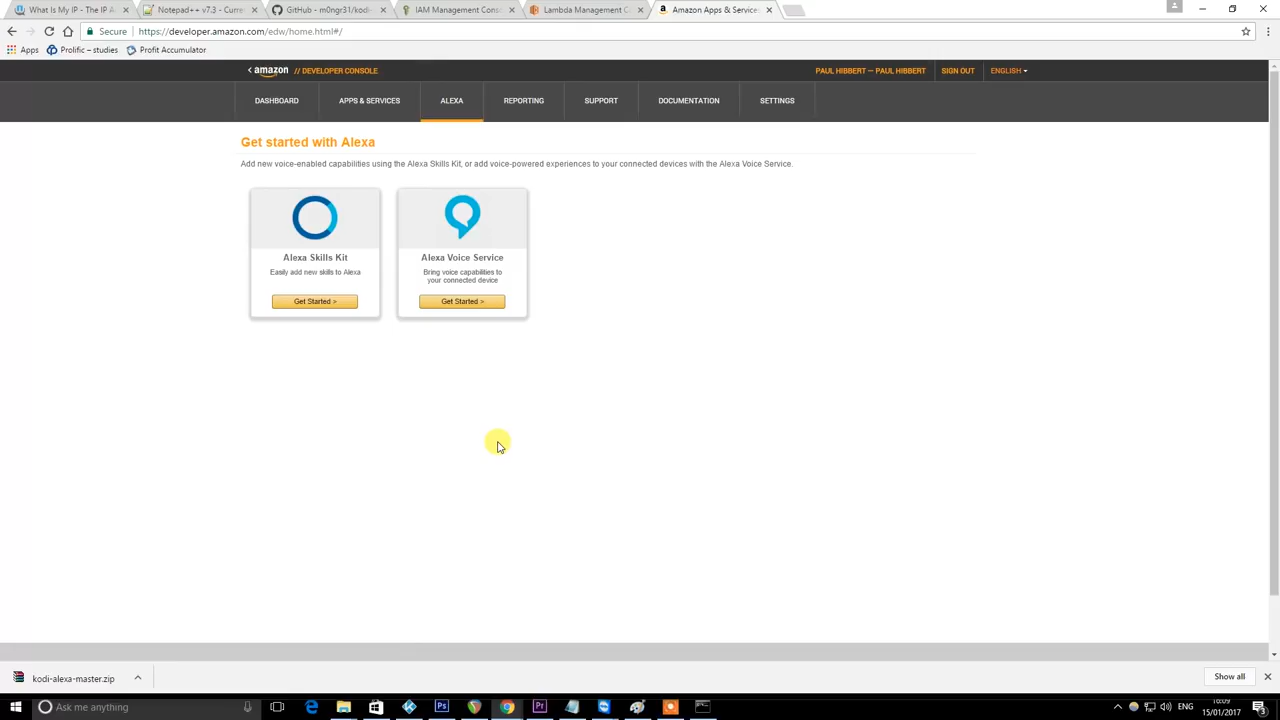 What Is My IP - The IP A
Notepad++ v7.3 - Curren
GitHub - m0ngr31/kodi-
IAM Management Conso
Lambda Management C
Amazon Apps & Services
Secure https://developer.amazon.com/edw/home.html#/
Apps Prolific – studies Profit Accumulator
amazon // DEVELOPER CONSOLE PAUL HIBBERT — PAUL HIBBERT SIGN OUT ENGLISH
DASHBOARD APPS & SERVICES ALEXA REPORTING SUPPORT DOCUMENTATION SETTINGS
Get started with Alexa
Add new voice-enabled capabilities using the Alexa Skills Kit, or add voice-powered experiences to your connected devices with the Alexa Voice Service.
Alexa Skills Kit
Easily add new skills to Alexa
Get Started >
Alexa Voice Service
Bring voice capabilities to
your connected device
Get Started >
kodi-alexa-master.zip Show all
Ask me anything
ENG
16:09
15/01/2017